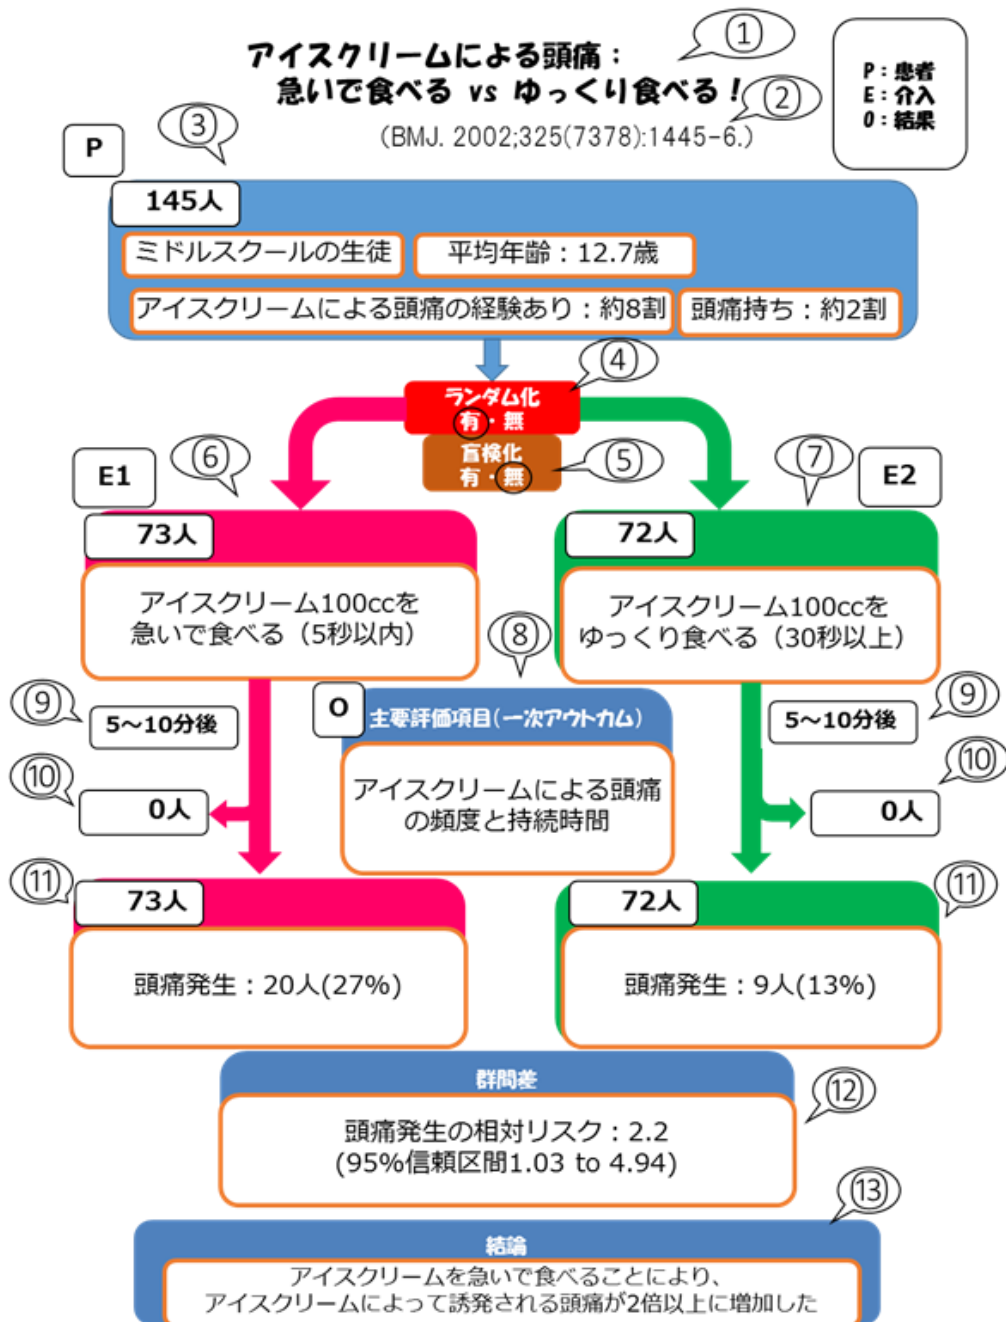 アイスクリームによる頭痛：
急いで食べる vs ゆっくり食べる！
(BMJ. 2002;325(7378):1445-6.)
①
②
P：患者
E：介入
O：結果
③
P
145人
ミドルスクールの生徒
平均年齢：12.7歳
アイスクリームによる頭痛の経験あり：約8割
頭痛持ち：約2割
④
ランダム化
有・無
盲検化
有・無
⑤
E1
⑥
⑦
E2
73人
アイスクリーム100ccを
急いで食べる（5秒以内）
72人
アイスクリーム100ccを
ゆっくり食べる（30秒以上）
⑧
O
主要評価項目(一次アウトカム)
アイスクリームによる頭痛
の頻度と持続時間
⑨
5～10分後
5～10分後
⑨
⑩
0人
0人
⑩
⑪
73人
頭痛発生：20人(27%)
72人
⑪
頭痛発生：9人(13%)
群間差
⑫
頭痛発生の相対リスク：2.2
(95%信頼区間1.03 to 4.94)
⑬
結論
アイスクリームを急いで食べることにより、
アイスクリームによって誘発される頭痛が2倍以上に増加した